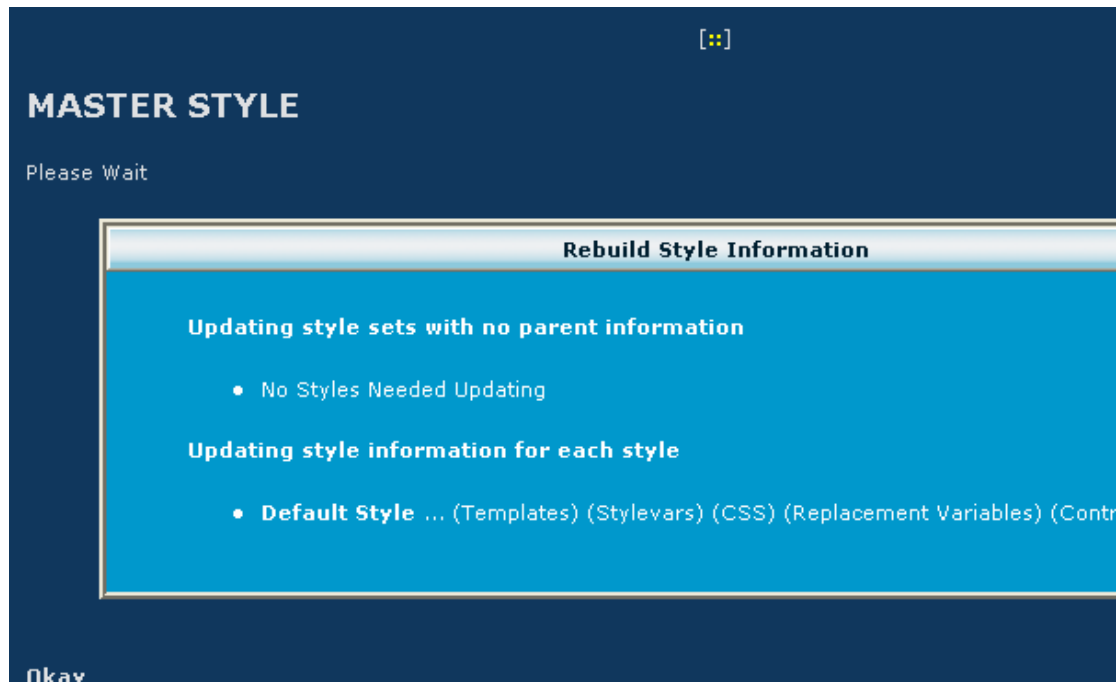 [::]
MASTER STYLE
Please Wait
Rebuild Style Information
Updating style sets with no parent information
• No Styles Needed Updating
Updating style information for each style
• Default Style ... (Templates) (Stylevars) (CSS) (Replacement Variables) (Contr
Okay